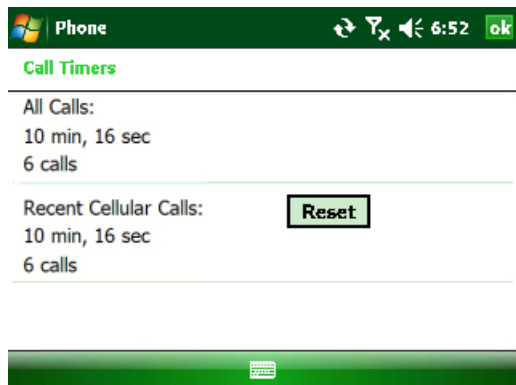 Phone 6:52 ok
Call Timers
All Calls:
10 min, 16 sec
6 calls
Recent Cellular Calls: Reset
10 min, 16 sec
6 calls